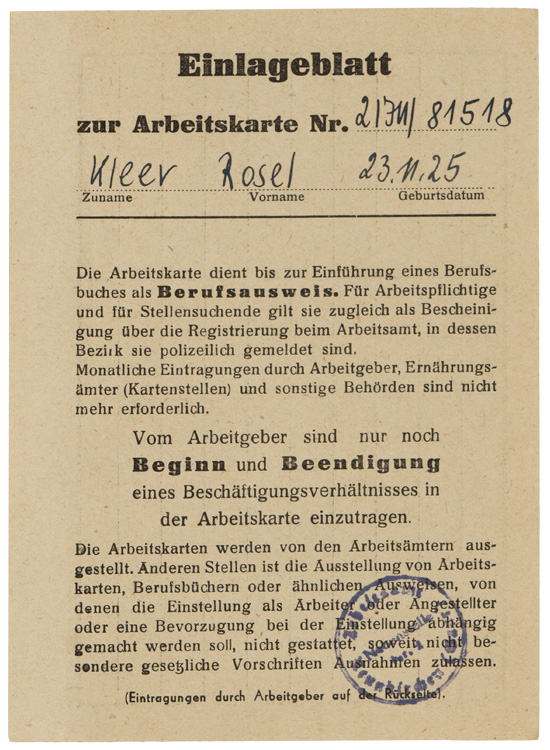 Einlageblatt
zur Arbeitskarte Nr. 81518
Kleer Rosel 23.11.25
Zuname Vorname Geburtsdatum
Die Arbeitskarte dient bis zur Einführung eines Berufs-
buches als Berufsausweis. Für Arbeitspflichtige
und für Stellensuchende gilt sie zugleich als Bescheini-
gung über die Registrierung beim Arbeitsamt, in dessen
Bezirk sie polizeilich gemeldet sind.
Monatliche Eintragungen durch Arbeitgeber, Ernährungs-
ämter (Kartenstellen) und sonstige Behörden sind nicht
mehr erforderlich.
Vom Arbeitgeber sind nur noch
Beginn und Beendigung
eines Beschäftigungsverhältnisses in
der Arbeitskarte einzutragen.
Die Arbeitskarten werden von den Arbeitsämtern aus-
gestellt. Anderen Stellen ist die Ausstellung von Arbeits-
karten, Berufsbüchern oder ähnlichen Ausweisen, von
denen die Einstellung als Arbeiter oder Angestellter
oder eine Bevorzugung bei der Einstellung abhängig
gemacht werden soll, nicht gestattet, soweit nicht be-
sondere gesetzliche Vorschriften Ausnahmen zulassen.
(Eintragungen durch Arbeitgeber auf der Rückseite).
Arbeitsamt